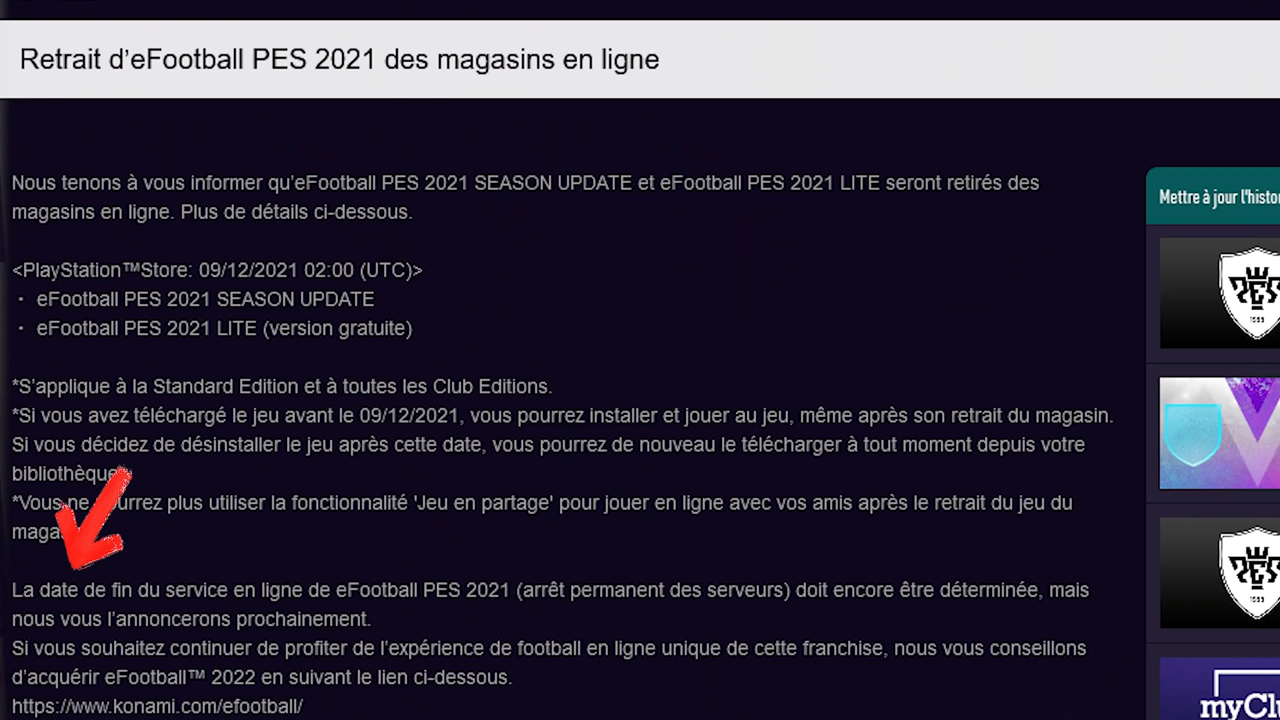 Retrait d'eFootball PES 2021 des magasins en ligne
Nous tenons à vous informer qu'eFootball PES 2021 SEASON UPDATE et eFootball PES 2021 LITE seront retirés des
magasins en ligne. Plus de détails ci-dessous.
<PlayStation™Store: 09/12/2021 02:00 (UTC)>
・ eFootball PES 2021 SEASON UPDATE
・ eFootball PES 2021 LITE (version gratuite)
*S'applique à la Standard Edition et à toutes les Club Editions.
*Si vous avez téléchargé le jeu avant le 09/12/2021, vous pourrez installer et jouer au jeu, même après son retrait du magasin.
Si vous décidez de désinstaller le jeu après cette date, vous pourrez de nouveau le télécharger à tout moment depuis votre
bibliothèque
*Vous ne pourrez plus utiliser la fonctionnalité 'Jeu en partage' pour jouer en ligne avec vos amis après le retrait du jeu du
La date de fin du service en ligne de eFootball PES 2021 (arrêt permanent des serveurs) doit encore être déterminée, mais
nous vous l'annoncerons prochainement.
Si vous souhaitez continuer de profiter de l'expérience de football en ligne unique de cette franchise, nous vous conseillons
d'acquérir eFootball™ 2022 en suivant le lien ci-dessous.
https://www.konami.com/efootball/
Mettre à jour l'histo
PES
PES
myClu